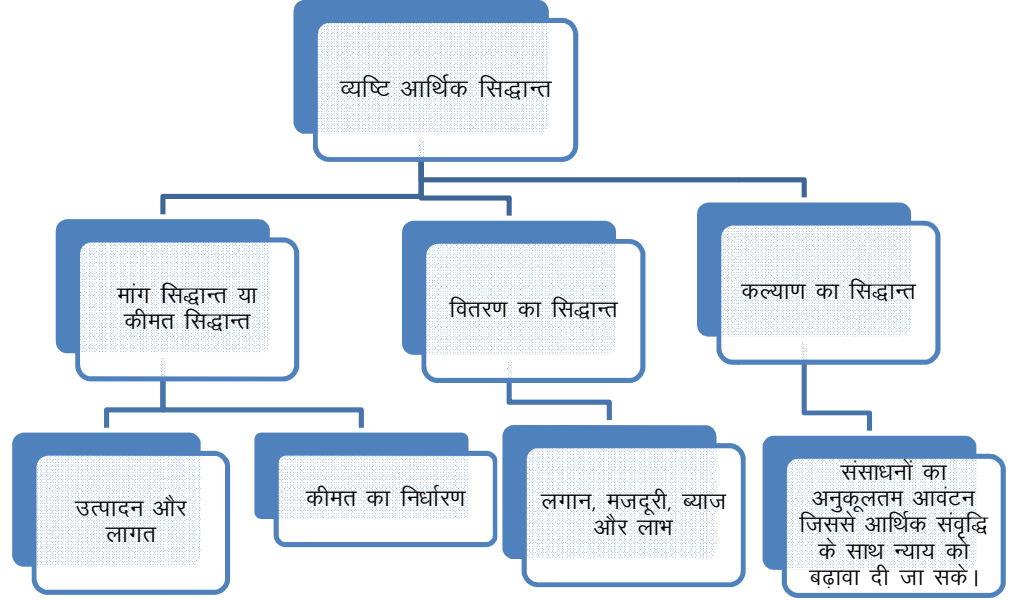 व्यष्टि आर्थिक सिद्धान्त
मांग सिद्धान्त या
कीमत सिद्धान्त
वितरण का सिद्धान्त
कल्याण का सिद्धान्त
उत्पादन और
लागत
कीमत का निर्धारण
लगान, मजदूरी, ब्याज
और लाभ
संसाधनों का
अनुकूलतम आवंटन
जिससे आर्थिक संवृद्धि
के साथ न्याय को
बढ़ावा दी जा सके।